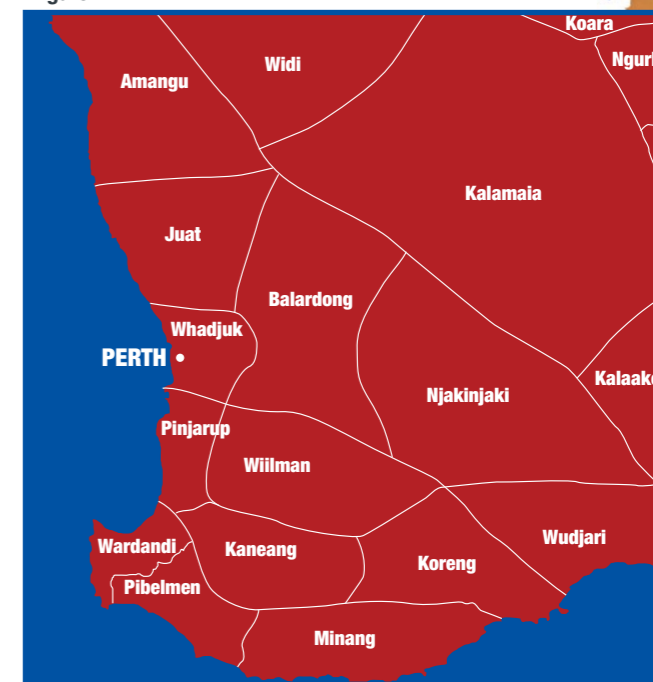 Koara
Widi
Amangu
Kalamaia
Juat
Balardong
Whadjuk
PERTH
Njakinjaki
Pinjarup
Wiilman
Wardandi
Kaneang
Wudjari
Koreng
Pibelmen
Minang